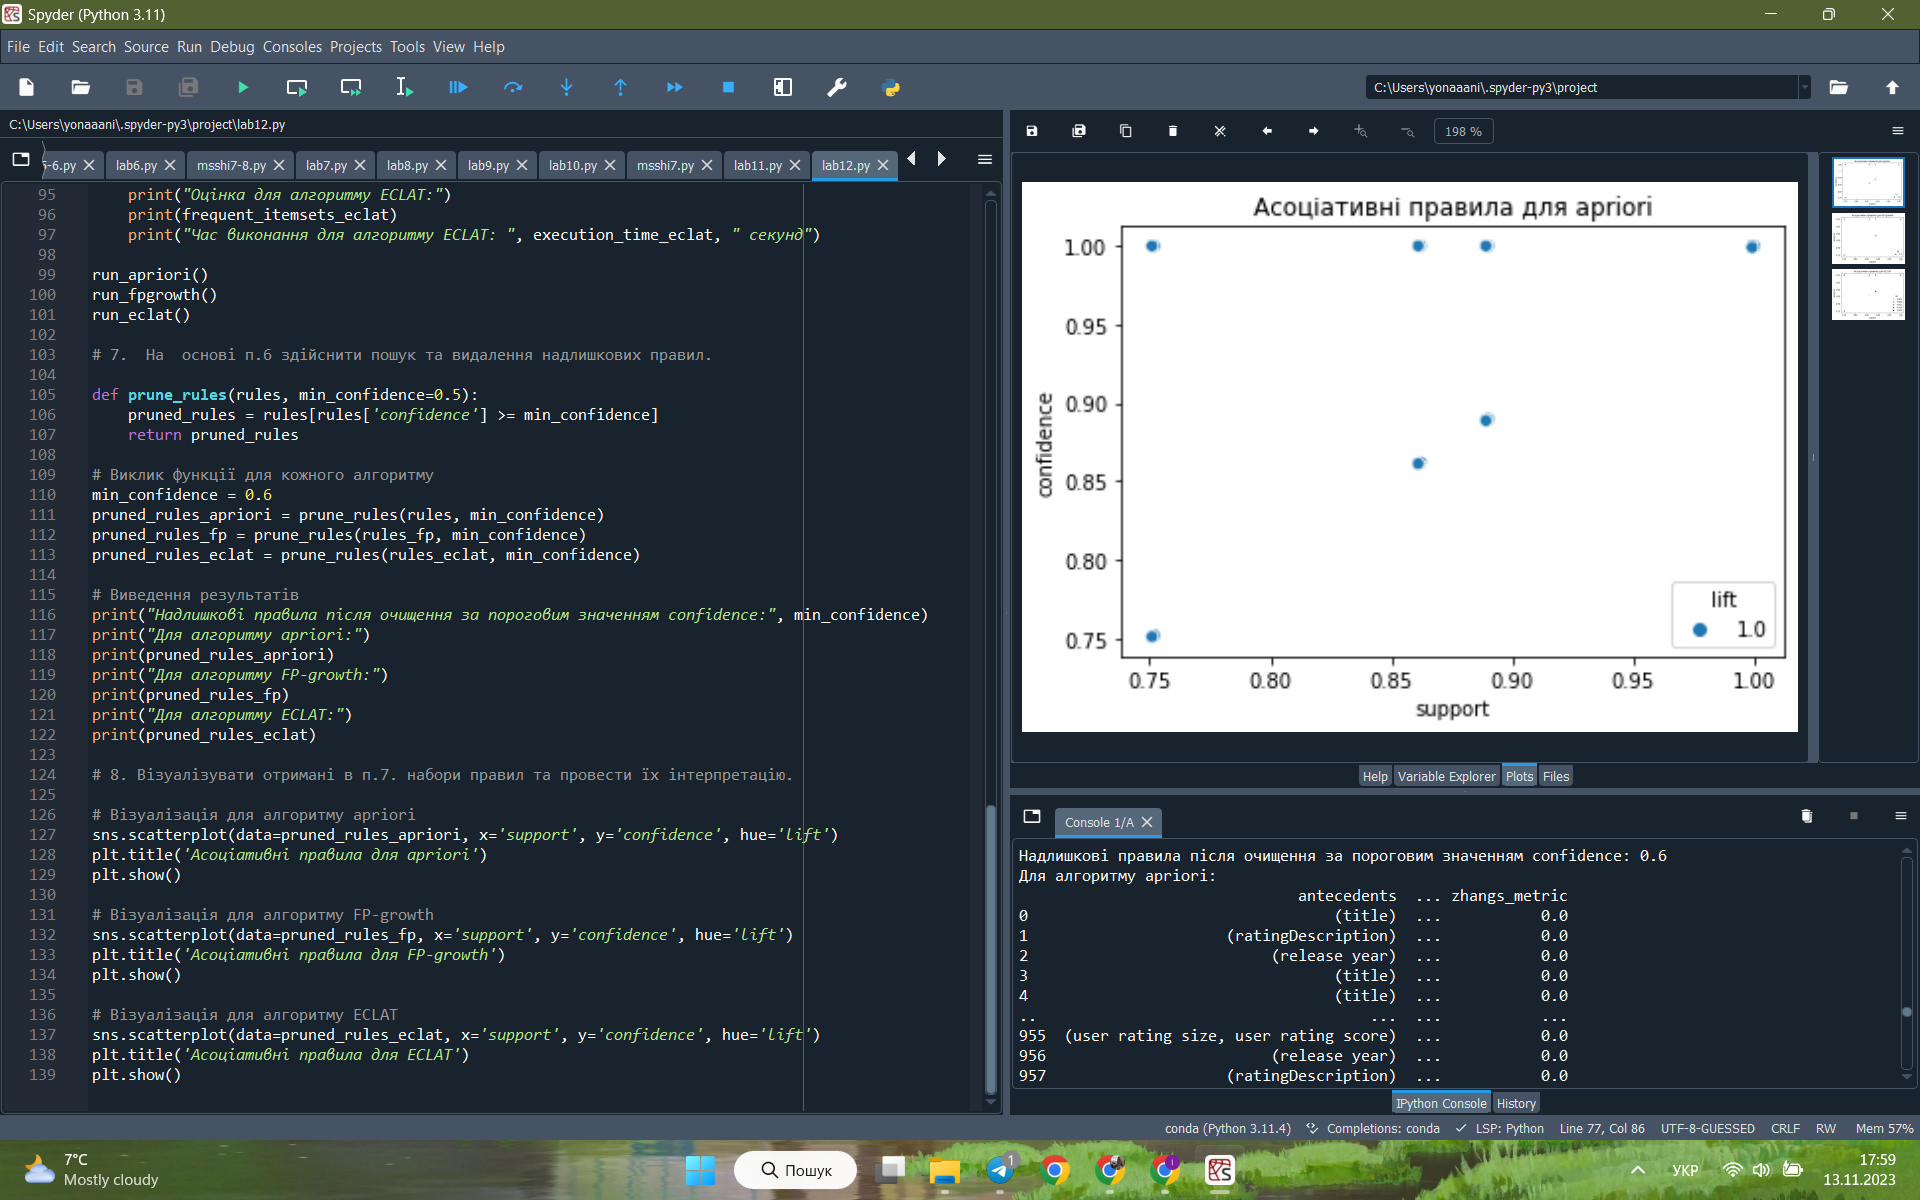 Spyder (Python 3.11)
File Edit Search Source Run Debug Consoles Projects Tools View Help
C:\Users\yonaaani\.spyder-py3\project
C:\Users\yonaaani\.spyder-py3\project\lab12.py
198 %
-6.py lab6.py msshi7-8.py lab7.py lab8.py lab9.py lab10.py msshi7.py lab11.py lab12.py
95 print("Оцінка для алгоритму ECLAT:")
96 print(frequent_itemsets_eclat)
97 print("Час виконання для алгоритму ECLAT: ", execution_time_eclat, " секунд")
98
99 run_apriori()
100 run_fpgrowth()
101 run_eclat()
102
103 # 7.  На  основі п.6 здійснити пошук та видалення надлишкових правил.
104
105 def prune_rules(rules, min_confidence=0.5):
106 pruned_rules = rules[rules['confidence'] >= min_confidence]
107 return pruned_rules
108
109 # Виклик функції для кожного алгоритму
110 min_confidence = 0.6
111 pruned_rules_apriori = prune_rules(rules, min_confidence)
112 pruned_rules_fp = prune_rules(rules_fp, min_confidence)
113 pruned_rules_eclat = prune_rules(rules_eclat, min_confidence)
114
115 # Виведення результатів
116 print("Надлишкові правила після очищення за пороговим значенням confidence:", min_confidence)
117 print("Для алгоритму apriori:")
118 print(pruned_rules_apriori)
119 print("Для алгоритму FP-growth:")
120 print(pruned_rules_fp)
121 print("Для алгоритму ECLAT:")
122 print(pruned_rules_eclat)
123
124 # 8. Візуалізувати отримані в п.7. набори правил та провести їх інтерпретацію.
125
126 # Візуалізація для алгоритму apriori
127 sns.scatterplot(data=pruned_rules_apriori, x='support', y='confidence', hue='lift')
128 plt.title('Асоціативні правила для apriori')
129 plt.show()
130
131 # Візуалізація для алгоритму FP-growth
132 sns.scatterplot(data=pruned_rules_fp, x='support', y='confidence', hue='lift')
133 plt.title('Асоціативні правила для FP-growth')
134 plt.show()
135
136 # Візуалізація для алгоритму ECLAT
137 sns.scatterplot(data=pruned_rules_eclat, x='support', y='confidence', hue='lift')
138 plt.title('Асоціативні правила для ECLAT')
139 plt.show()
Асоціативні правила для apriori
1.00
0.95
0.90
0.85
0.80
0.75
confidence
lift
1.0
0.75 0.80 0.85 0.90 0.95 1.00
support
Help Variable Explorer Plots Files
Console 1/A
Надлишкові правила після очищення за пороговим значенням confidence: 0.6
Для алгоритму apriori:
antecedents ... zhangs_metric
0 (title) ... 0.0
1 (ratingDescription) ... 0.0
2 (release year) ... 0.0
3 (title) ... 0.0
4 (title) ... 0.0
.. ... ... ...
955 (user rating size, user rating score) ... 0.0
956 (release year) ... 0.0
957 (ratingDescription) ... 0.0
IPython Console History
conda (Python 3.11.4) Completions: conda LSP: Python Line 77, Col 86 UTF-8-GUESSED CRLF RW Mem 57%
7°C
Mostly cloudy
Пошук
1
УКР
17:59
13.11.2023